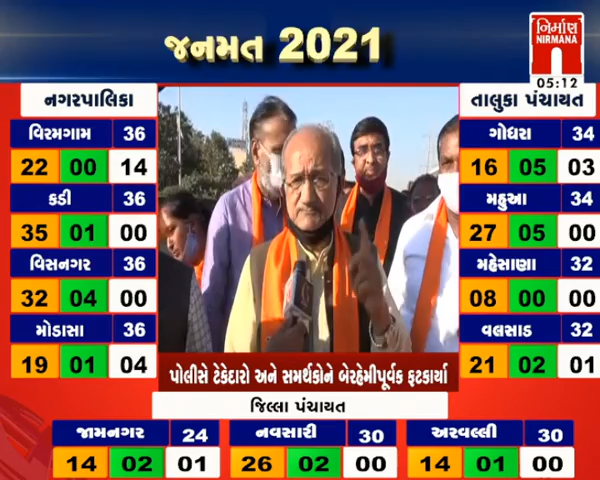 જનમત 2021
નિર્માણ
NIRMANA
05:12
નગરપાલિકા
વિરમગામ 36
22 00 14
કડી 36
35 01 00
વિસનગર 36
32 04 00
મોડાસા 36
19 01 04
તાલુકા પંચાયત
ગોધરા 34
16 05 03
મહુઆ 34
27 05 00
મહેસાણા 32
08 00 00
વલસાડ 32
21 02 01
પોલીસે ટેકેદારો અને સમર્થકોને બેરહેમીપૂર્વક ફટકાર્યા
જિલ્લા પંચાયત
જામનગર 24 નવસારી 30 અરવલ્લી 30
14 02 01 26 02 00 14 01 00